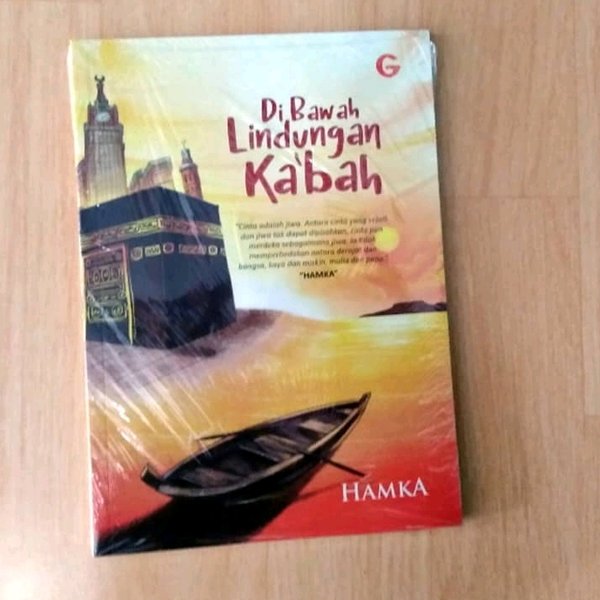 G
Di Bawah
Lindungan
Ka'bah
"Cinta adalah jiwa. Antara cinta yang sejati
dan jiwa tak dapat dipisahkan, cinta pun
merdeka sebagaimana jiwa. Ia tidak
memperbedakan antara derajat dan
bangsa, kaya dan miskin, mulia dan papa."
"HAMKA"
HAMKA